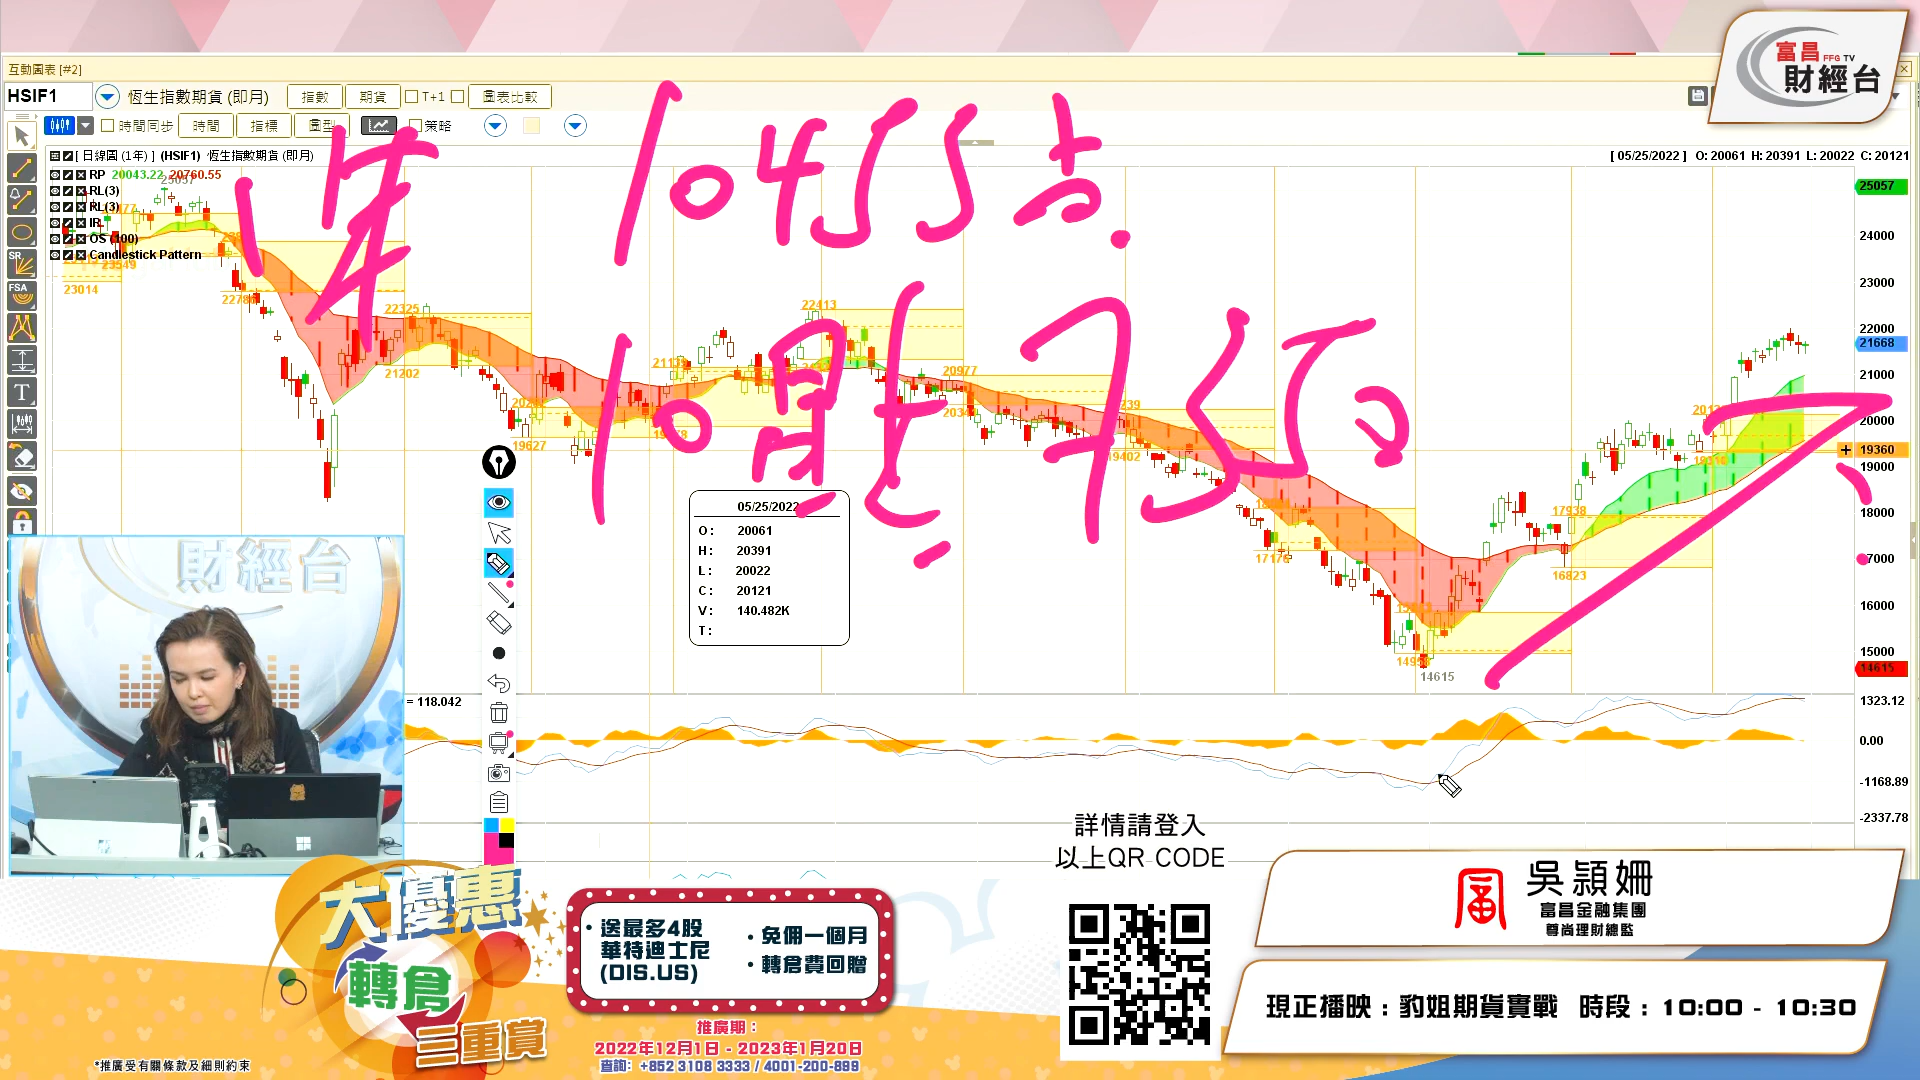 富昌 FFG TV
財經台
互動圖表 [#2]
HSIF1 恆生指數期貨 (即月) 指數 期貨 T+1 圖表比較
時間同步 時間 指標 圖型 策略
[ 日線圖 (1年) ] (HSIF1) 恆生指數期貨 (即月)
[ 05/25/2022 ] O: 20061 H: 20391 L: 20022 C: 20121
RP 20043.22 20760.55
RL(3)
RL(3)
IR
OS (100)
Candlestick Pattern
SR
FSA
T
1年 10455点.
10月 7350
25057
23549
23014
22786
22325
21202
19627
22413
20977
19402
17176
14615
17938
16823
25057
24000
23000
22000
21668
21000
20000
19360
19000
18000
17000
16000
15000
14615
05/25/2022
O: 20061
H: 20391
L: 20022
C: 20121
V: 140.482K
T:
= 118.042
1323.12
0.00
-1168.89
-2337.78
財經台
詳情請登入
以上QR CODE
大優惠
轉倉
三重賞
• 送最多4股
華特迪士尼
(DIS.US)
• 免佣一個月
• 轉倉費回贈
推廣期：
2022年12月1日 - 2023年1月20日
查詢：+852 3108 3333 / 4001-200-899
*推廣受有關條款及細則約束
吳潁姍
富昌金融集團
尊尚理財總監
現正播映：豹姐期貨實戰 時段：10:00 - 10:30